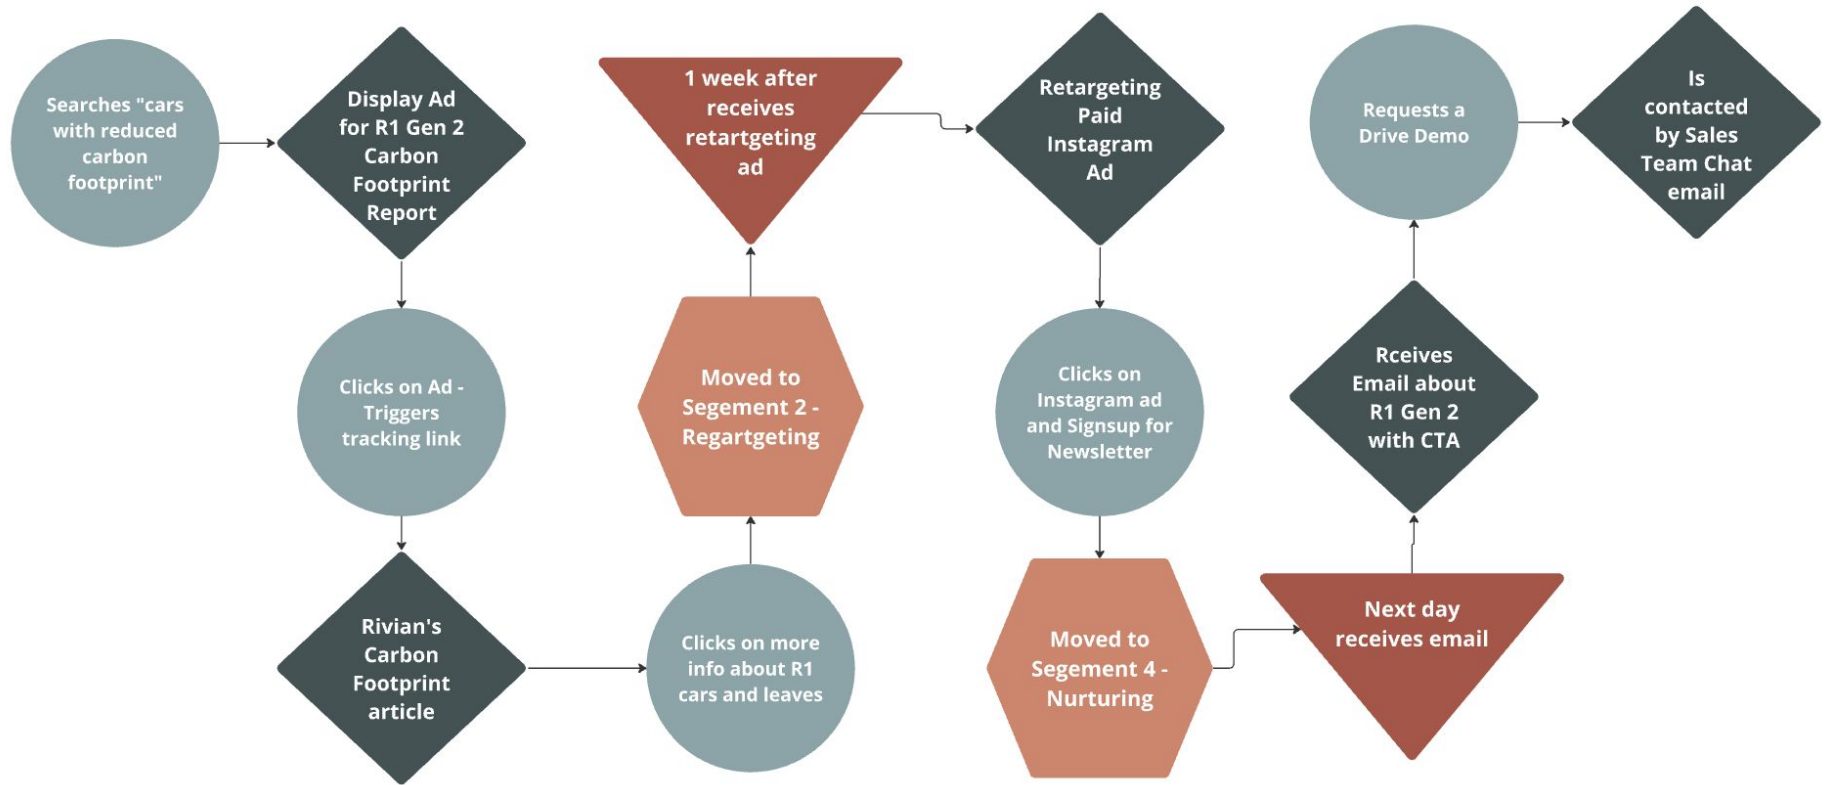 Searches "cars
with reduced
carbon
footprint"
Display Ad
for R1 Gen 2
Carbon
Footprint
Report
Clicks on Ad -
Triggers
tracking link
Rivian's
Carbon
Footprint
article
Clicks on more
info about R1
cars and leaves
Moved to
Segement 2 -
Regartgeting
1 week after
receives
retartgeting
ad
Retargeting
Paid
Instagram
Ad
Clicks on
Instagram ad
and Signsup for
Newsletter
Moved to
Segement 4 -
Nurturing
Next day
receives email
Rceives
Email about
R1 Gen 2
with CTA
Requests a
Drive Demo
Is
contacted
by Sales
Team Chat
email